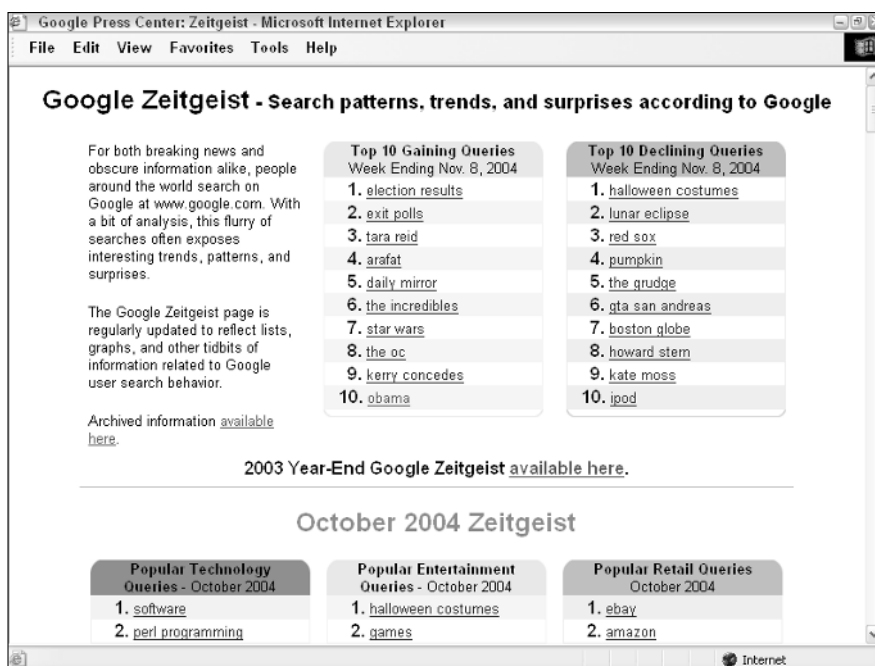 Google Press Center: Zeitgeist - Microsoft Internet Explorer
File Edit View Favorites Tools Help
Google Zeitgeist - Search patterns, trends, and surprises according to Google
For both breaking news and
obscure information alike, people
around the world search on
Google at www.google.com. With
a bit of analysis, this flurry of
searches often exposes
interesting trends, patterns, and
surprises.
The Google Zeitgeist page is
regularly updated to reflect lists,
graphs, and other tidbits of
information related to Google
user search behavior.
Archived information available
here.
Top 10 Gaining Queries
Week Ending Nov. 8, 2004
1. election results
2. exit polls
3. tara reid
4. arafat
5. daily mirror
6. the incredibles
7. star wars
8. the oc
9. kerry concedes
10. obama
Top 10 Declining Queries
Week Ending Nov. 8, 2004
1. halloween costumes
2. lunar eclipse
3. red sox
4. pumpkin
5. the grudge
6. gta san andreas
7. boston globe
8. howard stern
9. kate moss
10. ipod
2003 Year-End Google Zeitgeist available here.
October 2004 Zeitgeist
Popular Technology
Queries - October 2004
1. software
2. perl programming
Popular Entertainment
Queries - October 2004
1. halloween costumes
2. games
Popular Retail Queries
October 2004
1. ebay
2. amazon
Internet